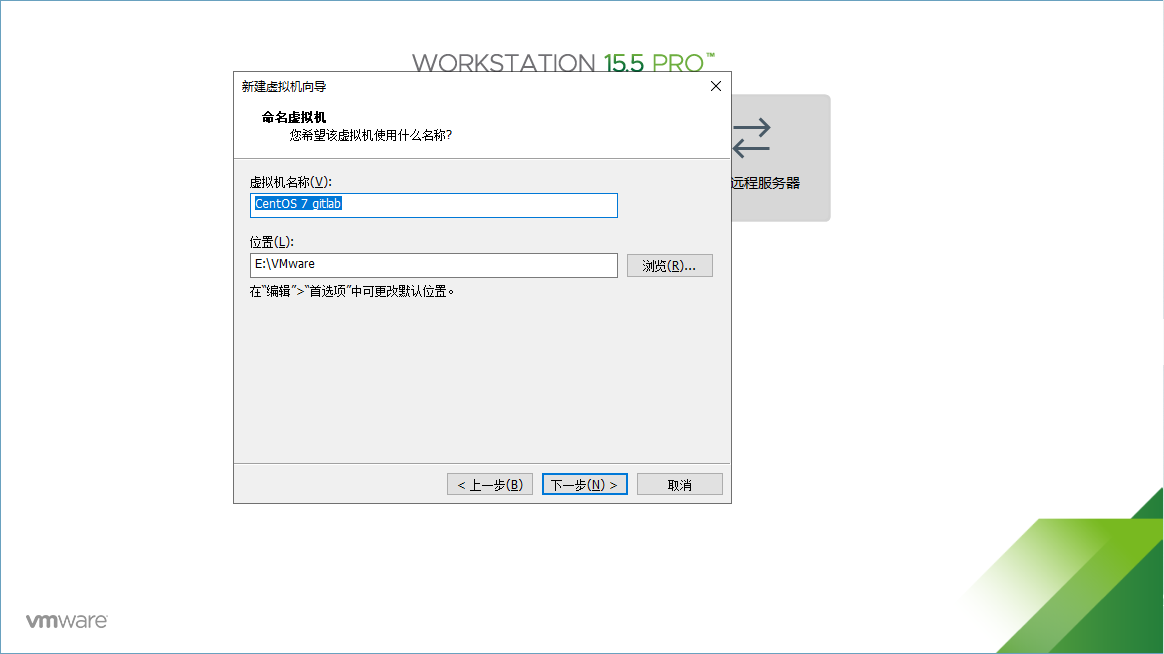 WORKSTATION 15.5 PRO™
新建虚拟机向导
命名虚拟机
您希望该虚拟机使用什么名称?
远程服务器
虚拟机名称(V):
CentOS 7 gitlab
位置(L):
E:\VMware
浏览(R)...
在"编辑">"首选项"中可更改默认位置。
< 上一步(B)
下一步(N) >
取消
vmware